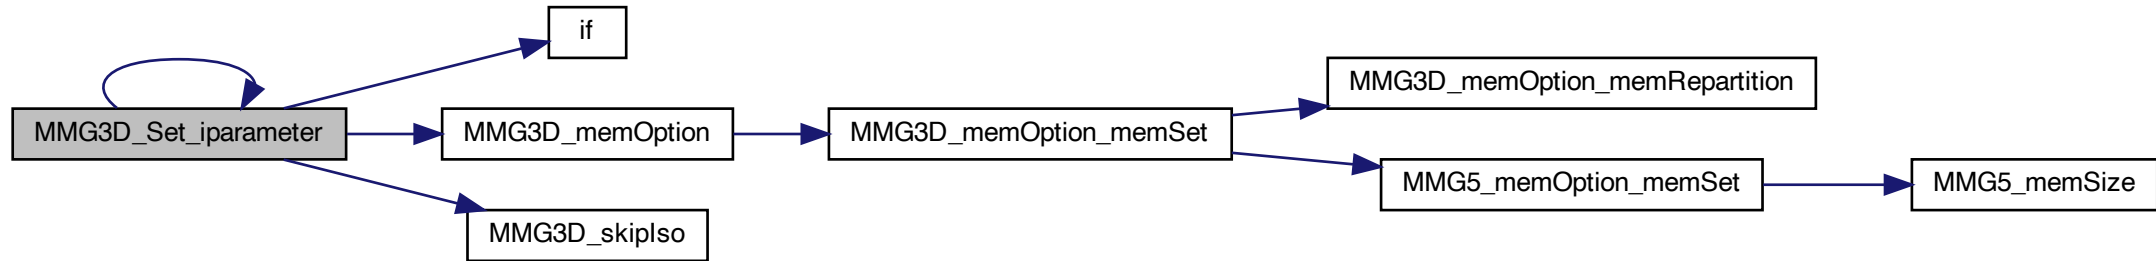 if
MMG3D_memOption_memRepartition
MMG3D_Set_iparameter
MMG3D_memOption
MMG3D_memOption_memSet
MMG5_memOption_memSet
MMG5_memSize
MMG3D_skipIso